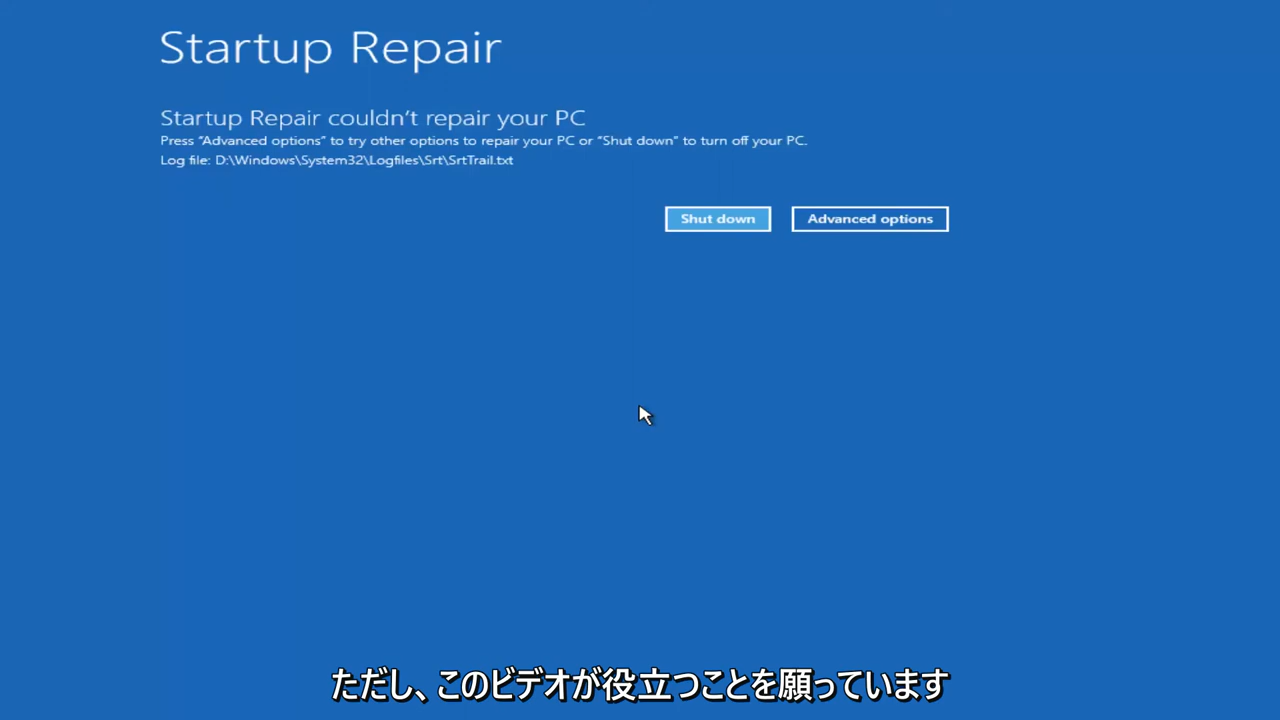 Startup Repair
Startup Repair couldn't repair your PC
Press “Advanced options” to try other options to repair your PC or “Shut down” to turn off your PC.
Log file: D:\Windows\System32\Logfiles\Srt\SrtTrail.txt
Shut down
Advanced options
ただし、このビデオが役立つことを願っています